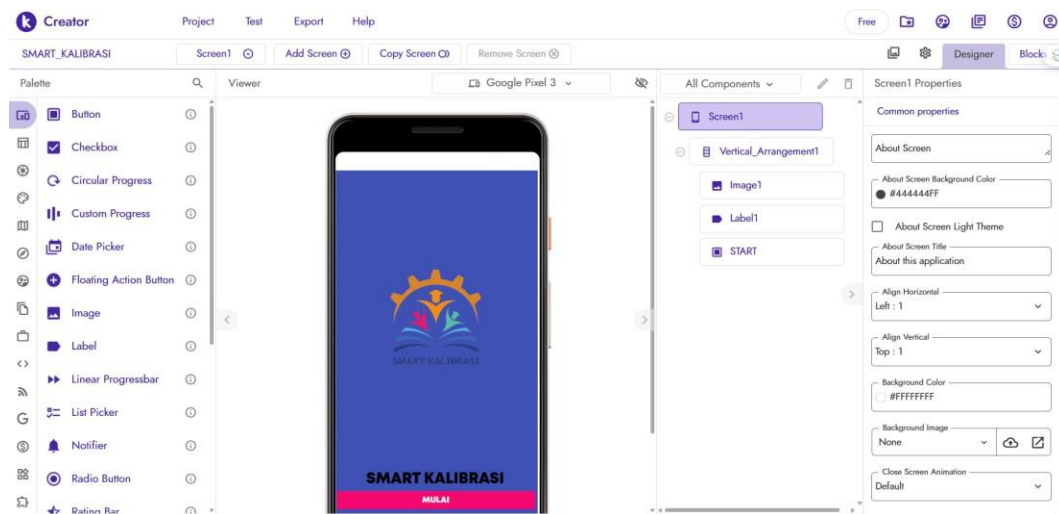 Creator Project Test Export Help Free
SMART_KALIBRASI Screen1 Add Screen Copy Screen Remove Screen Designer Blocks
Palette
Button
Checkbox
Circular Progress
Custom Progress
Date Picker
Floating Action Button
Image
Label
Linear Progressbar
List Picker
Notifier
Radio Button
Rating Bar
Viewer Google Pixel 3
SMART KALIBRASI
SMART KALIBRASI
MULAI
All Components
Screen1
Vertical_Arrangement1
Image1
Label1
START
Screen1 Properties
Common properties
About Screen
About Screen Background Color
#444444FF
About Screen Light Theme
About Screen Title
About this application
Align Horizontal
Left : 1
Align Vertical
Top : 1
Background Color
#FFFFFFFF
Background Image
None
Close Screen Animation
Default